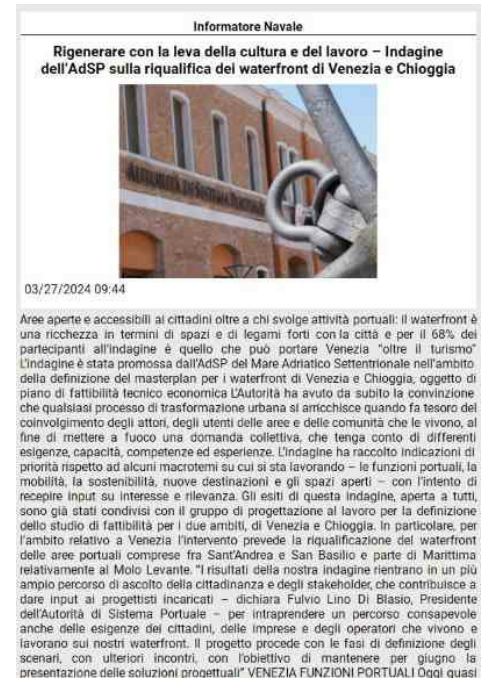 Informatore Navale
Rigenerare con la leva della cultura e del lavoro – Indagine
dell'AdSP sulla riqualifica dei waterfront di Venezia e Chioggia
03/27/2024 09:44
Aree aperte e accessibili ai cittadini oltre a chi svolge attività portuali: il waterfront è
una ricchezza in termini di spazi e di legami forti con la città e per il 68% dei
partecipanti all'indagine è quello che può portare Venezia "oltre il turismo"
L'indagine è stata promossa dall'AdSP del Mare Adriatico Settentrionale nell'ambito
della definizione del masterplan per i waterfront di Venezia e Chioggia, oggetto di
piano di fattibilità tecnico economica L'Autorità ha avuto da subito la convinzione
che qualsiasi processo di trasformazione urbana si arricchisce quando fa tesoro del
coinvolgimento degli attori, degli utenti delle aree e delle comunità che le vivono, al
fine di mettere a fuoco una domanda collettiva, che tenga conto di differenti
esigenze, capacità, competenze ed esperienze. L'indagine ha raccolto indicazioni di
priorità rispetto ad alcuni macrotemi su cui si sta lavorando – le funzioni portuali, la
mobilità, la sostenibilità, nuove destinazioni e gli spazi aperti – con l'intento di
recepire input su interesse e rilevanza. Gli esiti di questa indagine, aperta a tutti,
sono già stati condivisi con il gruppo di progettazione al lavoro per la definizione
dello studio di fattibilità per i due ambiti, di Venezia e Chioggia. In particolare, per
l'ambito relativo a Venezia l'intervento prevede la riqualificazione del waterfront
delle aree portuali comprese fra Sant'Andrea e San Basilio e parte di Marittima
relativamente al Molo Levante. "I risultati della nostra indagine rientrano in un più
ampio percorso di ascolto della cittadinanza e degli stakeholder, che contribuisce a
dare input ai progettisti incaricati – dichiara Fulvio Lino Di Blasio, Presidente
dell'Autorità di Sistema Portuale – per intraprendere un percorso consapevole
anche delle esigenze dei cittadini, delle imprese e degli operatori che vivono e
lavorano sui nostri waterfront. Il progetto procede con le fasi di definizione degli
scenari, con ulteriori incontri, con l'obiettivo di mantenere per giugno la
presentazione delle soluzioni progettuali" VENEZIA FUNZIONI PORTUALI Oggi quasi